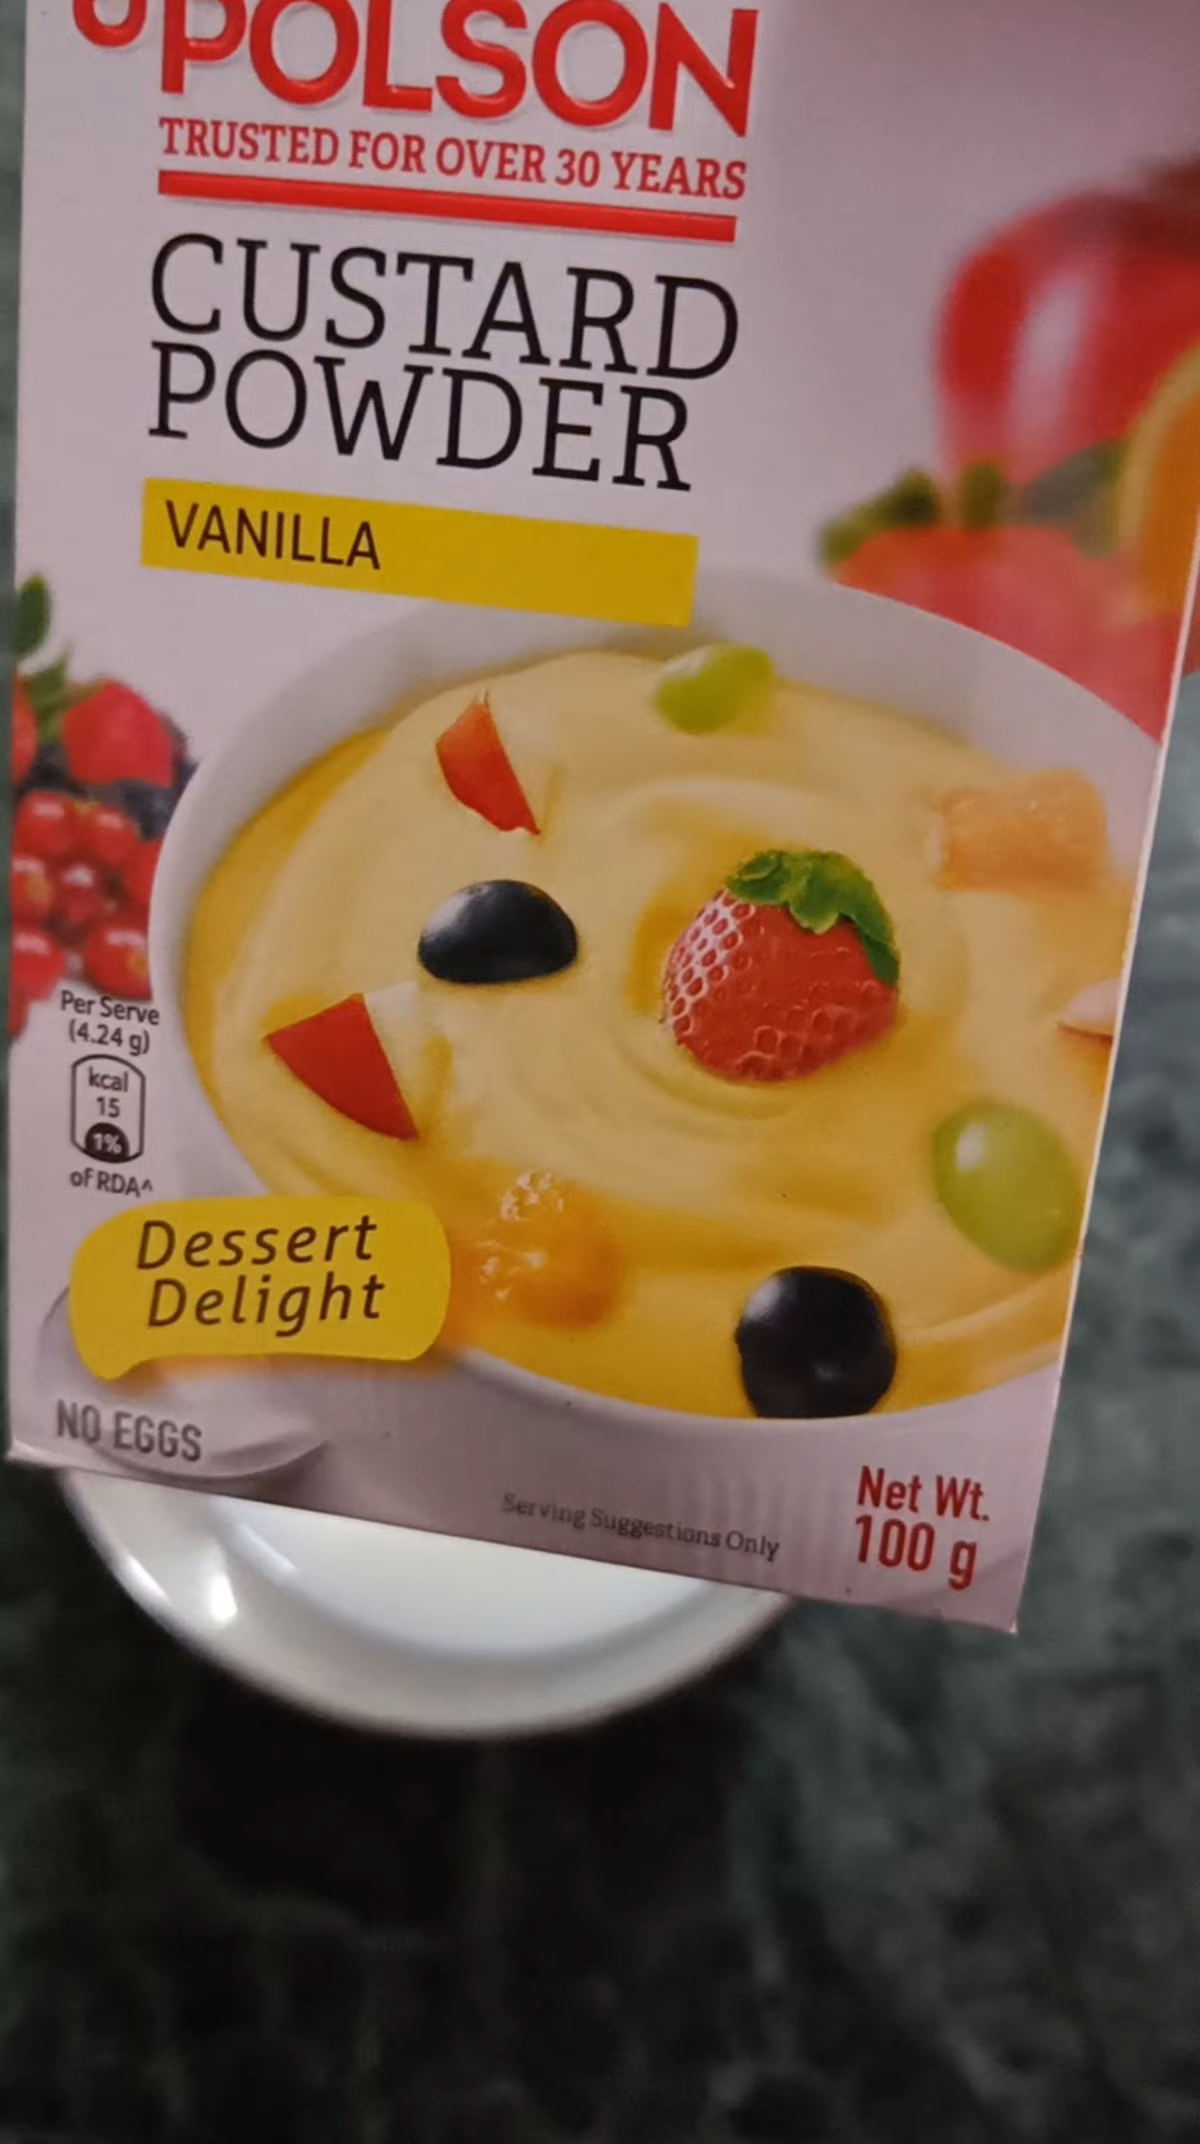 POLSON
TRUSTED FOR OVER 30 YEARS
CUSTARD
POWDER
VANILLA
Per Serve
(4.24 g)
kcal
15
1%
of RDA^
Dessert
Delight
NO EGGS
Serving Suggestions Only
Net Wt.
100 g